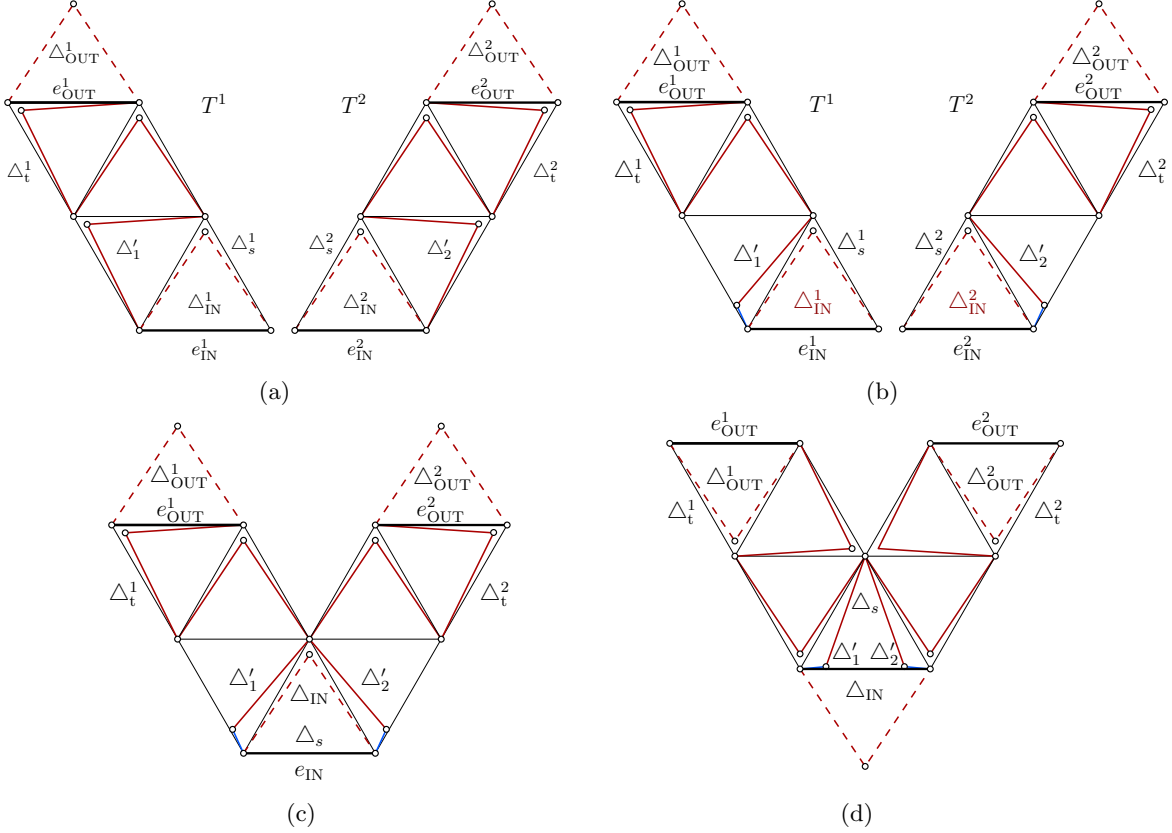 △¹OUT △²OUT
e¹OUT T¹ T² e²OUT
△¹t △²t
△′₁ △¹s △²s △′₂
△¹IN △²IN
e¹IN e²IN
(a)
△¹OUT △²OUT
e¹OUT T¹ T² e²OUT
△¹t △²t
△′₁ △¹s △²s △′₂
△¹IN △²IN
e¹IN e²IN
(b)
△¹OUT △²OUT
e¹OUT e²OUT
△¹t △²t
△′₁ △IN △′₂
△s
eIN
(c)
e¹OUT e²OUT
△¹OUT △²OUT
△¹t △²t
△s
△′₁ △′₂
△IN
(d)